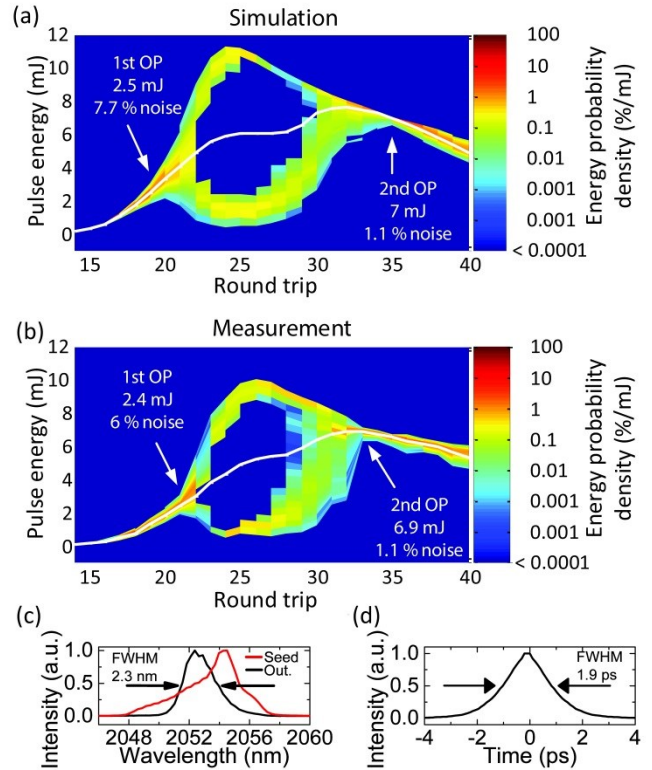 (a)
Simulation
12
10
8
6
4
2
0
Pulse energy (mJ)
1st OP
2.5 mJ
7.7 % noise
2nd OP
7 mJ
1.1 % noise
15
20
25
30
35
40
Round trip
100
10
1
0.1
0.01
0.001
< 0.0001
Energy probability
density (%/mJ)
(b)
Measurement
12
10
8
6
4
2
0
Pulse energy (mJ)
1st OP
2.4 mJ
6 % noise
2nd OP
6.9 mJ
1.1 % noise
15
20
25
30
35
40
Round trip
100
10
1
0.1
0.01
0.001
< 0.0001
Energy probability
density (%/mJ)
(c)
Intensity (a.u.)
1.0
0.5
0.0
FWHM
2.3 nm
Seed
Out.
2048 2052 2056 2060
Wavelength (nm)
(d)
Intensity (a.u.)
1.0
0.5
0.0
FWHM
1.9 ps
-4 -2 0 2 4
Time (ps)